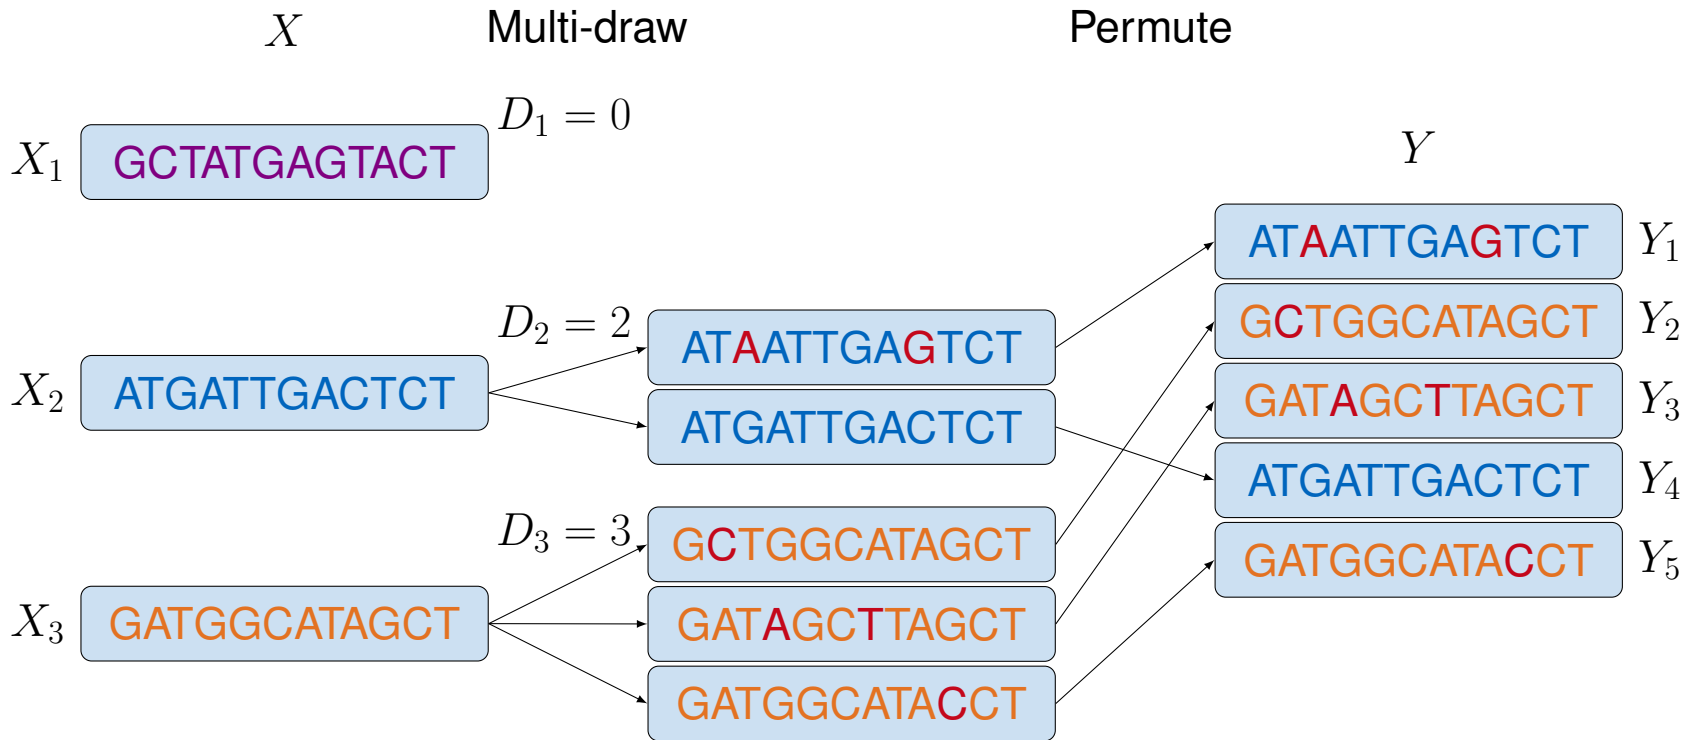 X Multi-draw Permute
D₁ = 0
X₁ GCTATGAGTACT
Y
ATAATTGAGTCT Y₁
D₂ = 2 GCTGGCATAGCT Y₂
ATAATTGAGTCT
X₂ ATGATTGACTCT GATAGCTTAGCT Y₃
ATGATTGACTCT
ATGATTGACTCT Y₄
D₃ = 3 GCTGGCATAGCT GATGGCATACCT Y₅
X₃ GATGGCATAGCT GATAGCTTAGCT
GATGGCATACCT